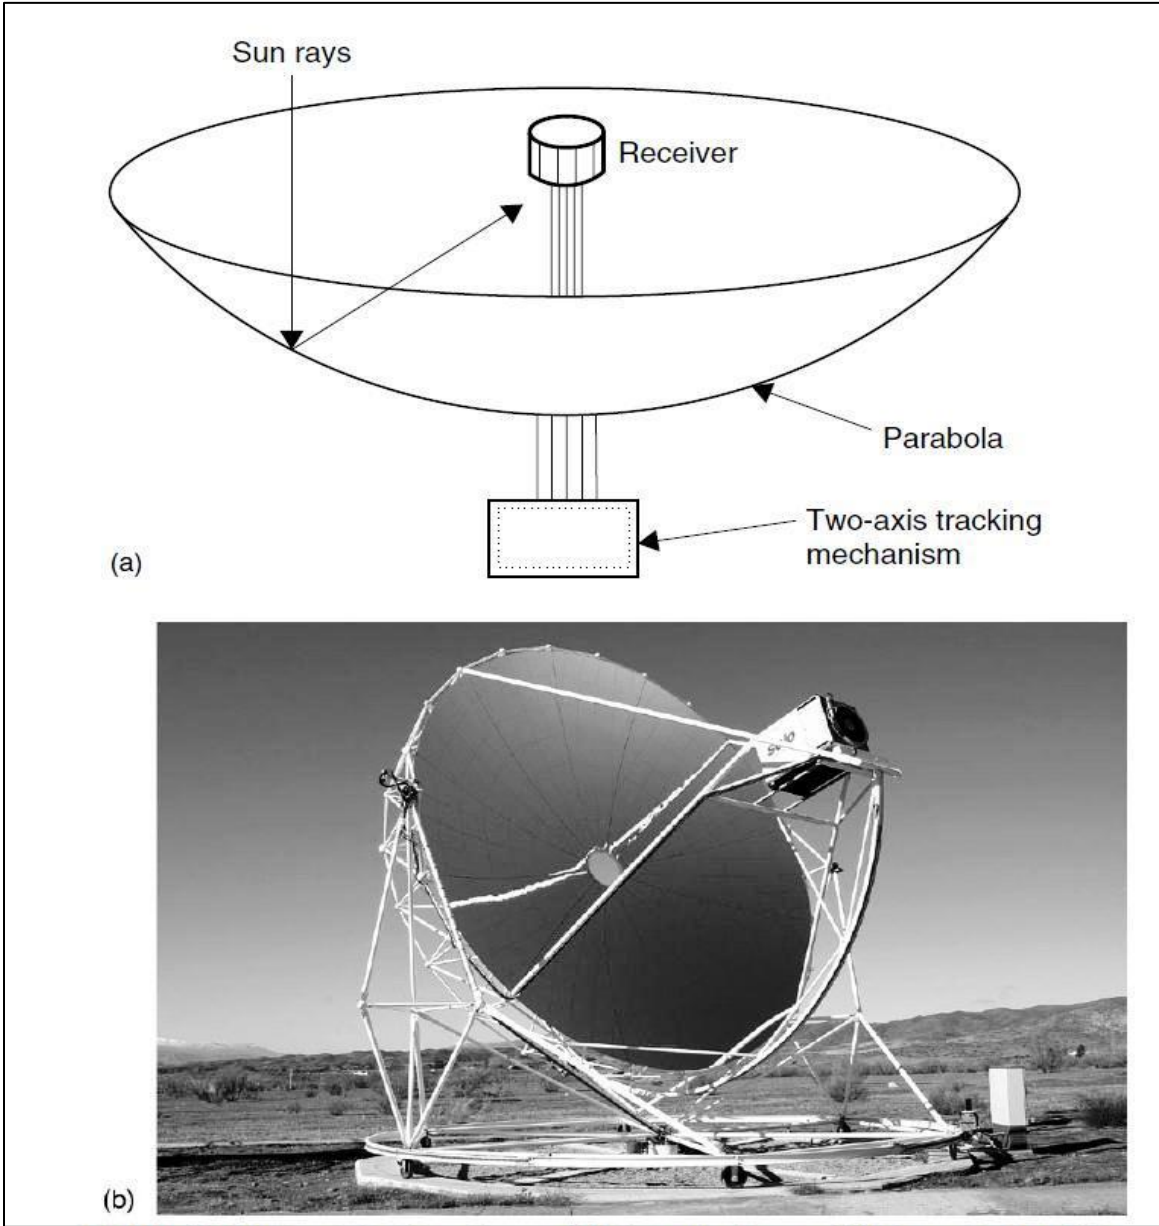 Sun rays
Receiver
Parabola
Two-axis tracking
mechanism
(a)
(b)